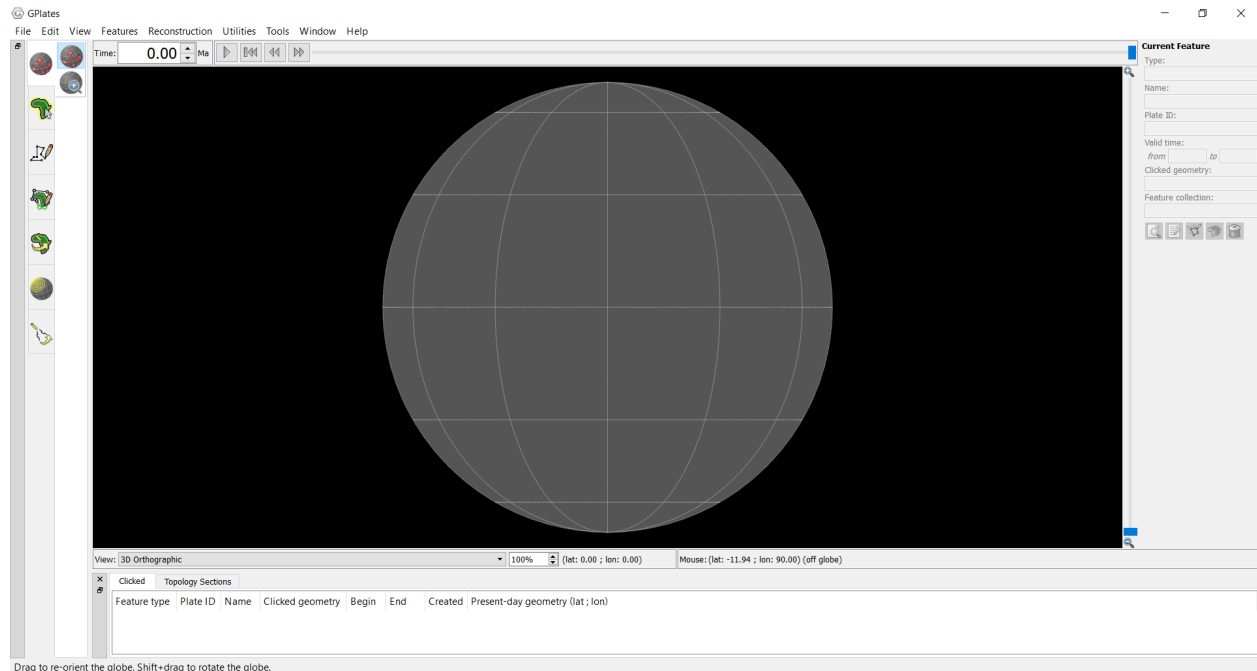 GPlates
File Edit View Features Reconstruction Utilities Tools Window Help
Time: 0.00 Ma
Current Feature
Type:
Name:
Plate ID:
Valid time:
from to
Clicked geometry:
Feature collection:
View: 3D Orthographic 100% (lat: 0.00 ; lon: 0.00) Mouse: (lat: -11.94 ; lon: 90.00) (off globe)
Clicked Topology Sections
Feature type Plate ID Name Clicked geometry Begin End Created Present-day geometry (lat ; lon)
Drag to re-orient the globe. Shift+drag to rotate the globe.